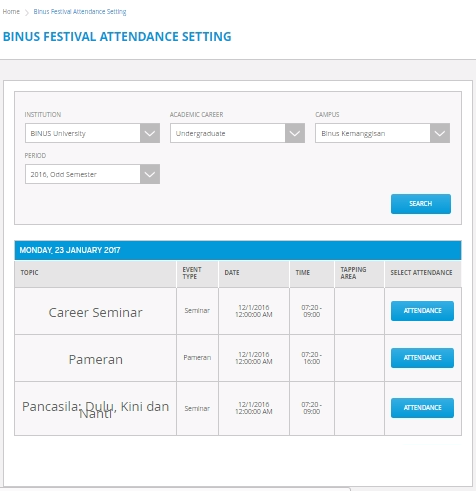 Home > Binus Festival Attendance Setting
BINUS FESTIVAL ATTENDANCE SETTING
INSTITUTION ACADEMIC CAREER CAMPUS
BINUS University Undergraduate Binus Kemanggisan
PERIOD
2016, Odd Semester
SEARCH
MONDAY, 23 JANUARY 2017
TOPIC EVENT TYPE DATE TIME TAPPING AREA SELECT ATTENDANCE
Career Seminar Seminar 12/1/2016 12:00:00 AM 07:20 - 09:00 ATTENDANCE
Pameran Pameran 12/1/2016 12:00:00 AM 07:20 - 16:00 ATTENDANCE
Pancasila: Dulu, Kini dan Nanti Seminar 12/1/2016 12:00:00 AM 07:20 - 09:00 ATTENDANCE